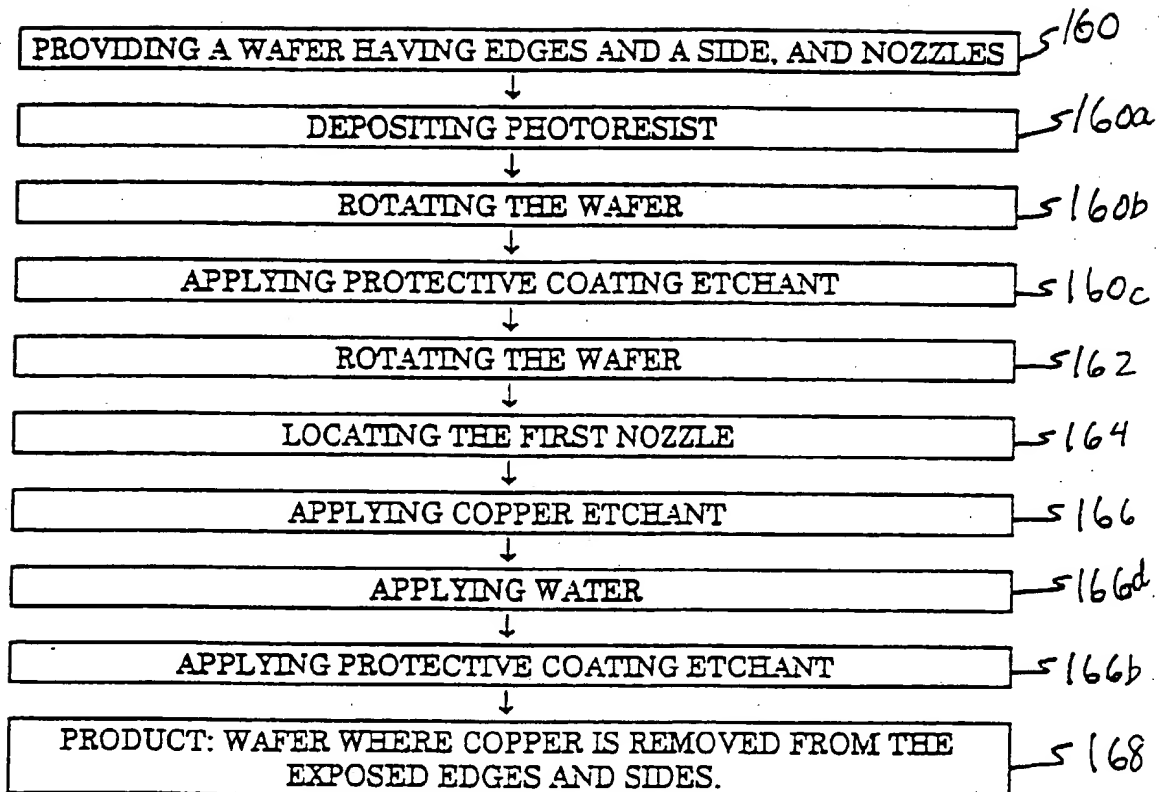 PROVIDING A WAFER HAVING EDGES AND A SIDE, AND NOZZLES 160
DEPOSITING PHOTORESIST 160a
ROTATING THE WAFER 160b
APPLYING PROTECTIVE COATING ETCHANT 160c
ROTATING THE WAFER 162
LOCATING THE FIRST NOZZLE 164
APPLYING COPPER ETCHANT 166
APPLYING WATER 166d
APPLYING PROTECTIVE COATING ETCHANT 166b
PRODUCT: WAFER WHERE COPPER IS REMOVED FROM THE
EXPOSED EDGES AND SIDES. 168